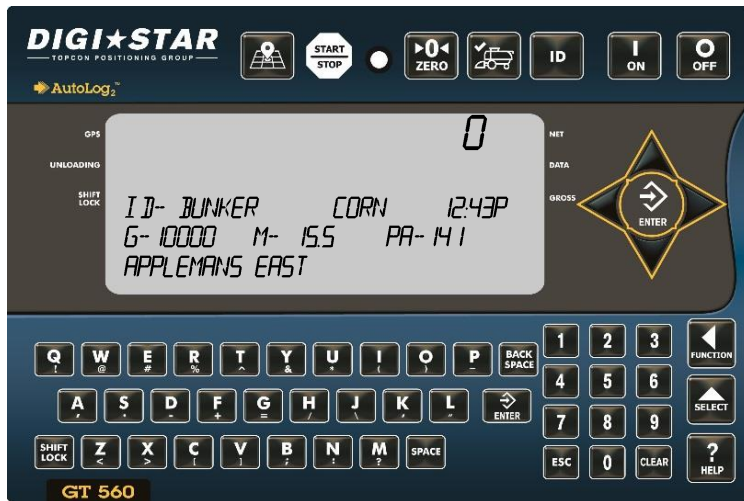 DIGI★STAR
TOPCON POSITIONING GROUP
AutoLog2™
START
STOP
0
ZERO
ID
I
ON
O
OFF
GPS
UNLOADING
SHIFT
LOCK
0
ID- BUNKER CORN 12:43P
G- 10000 M- 15.5 PA- 141
APPLEMANS EAST
NET
DATA
GROSS
ENTER
Q W E R T Y U I O P BACK SPACE
! @ # % ^ & * ( ) _
A S D F G H J K L ENTER
, . - + = / \ ' "
SHIFT LOCK Z X C V B N M SPACE
< > [ ] ; : ?
1 2 3
4 5 6
7 8 9
ESC 0 CLEAR
FUNCTION
SELECT
?
HELP
GT 560